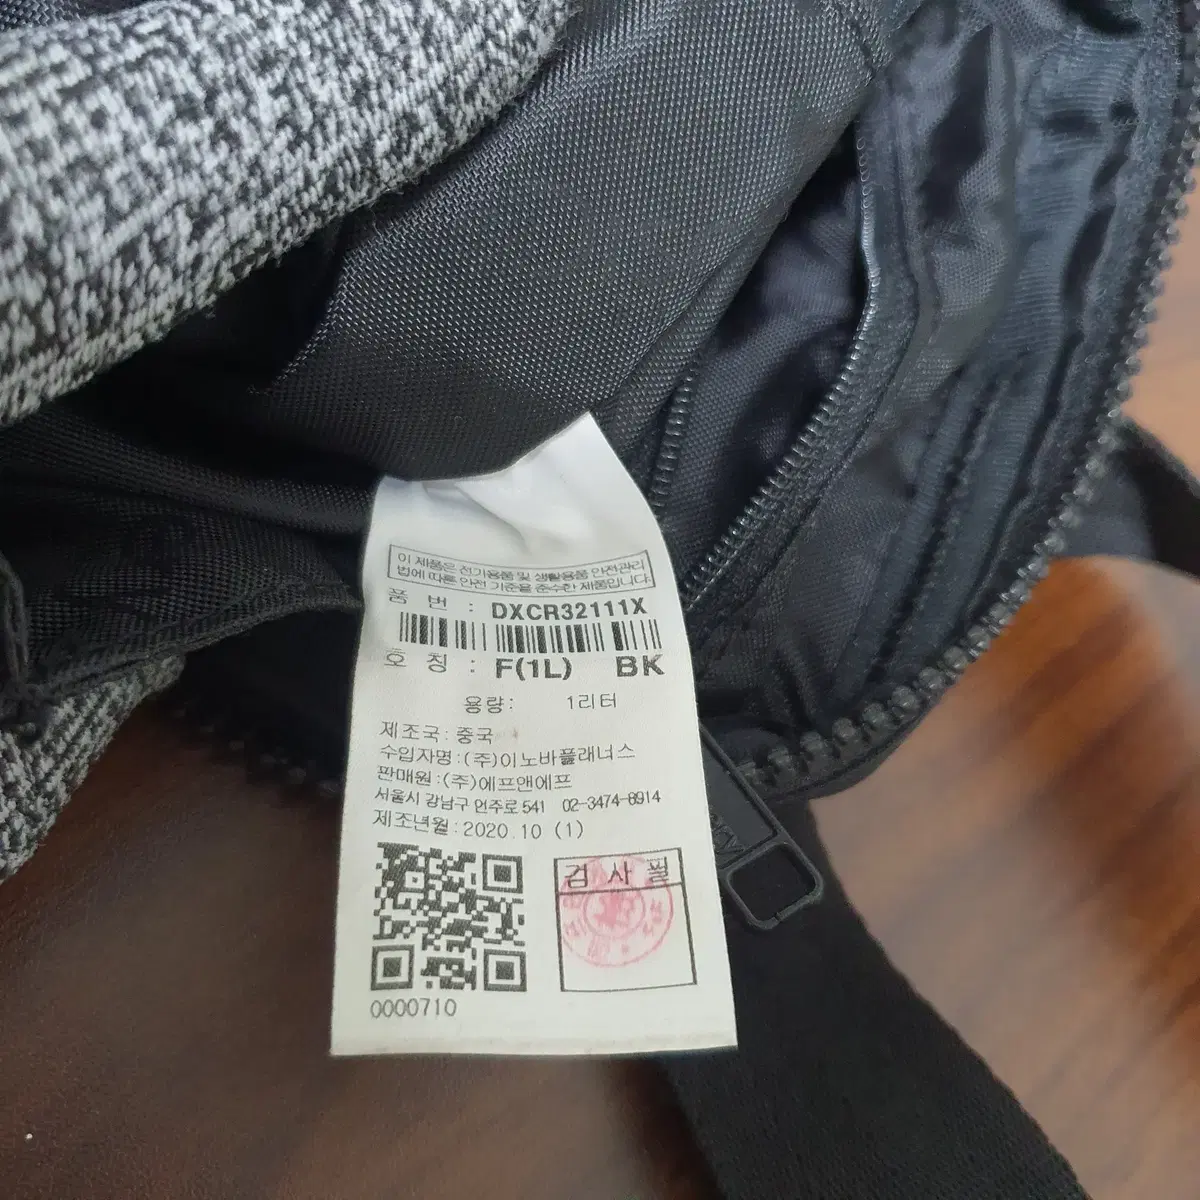 이 제품은 전기용품 및 생활용품 안전관리
법에 따른 안전 기준을 준수한 제품입니다.
품 번 : DXCR32111X
호 칭 : F(1L) BK
용량: 1리터
제조국: 중국
수입자명:(주)이노바플래너스
판매원:(주)에프앤에프
서울시 강남구 언주로 541 02-3474-8914
제조년월:2020.10 (1)
검 사 필
0000710